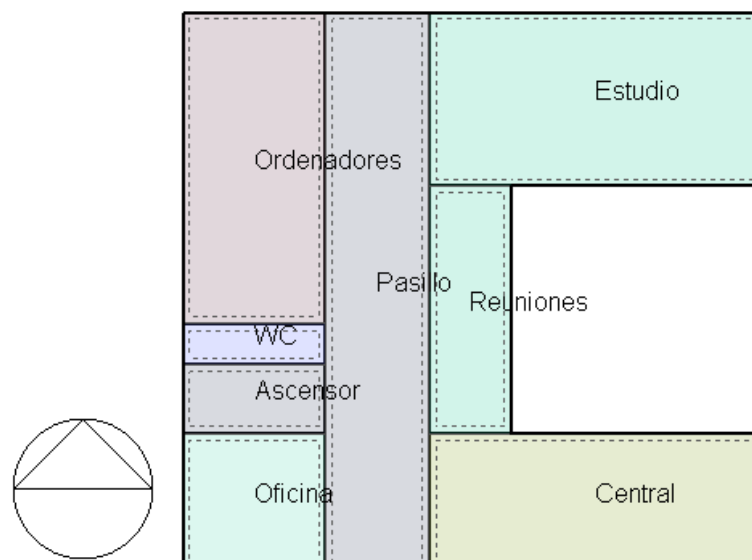 Estudio
Ordenadores
Pasillo
Reuniones
WC
Ascensor
Oficina
Central